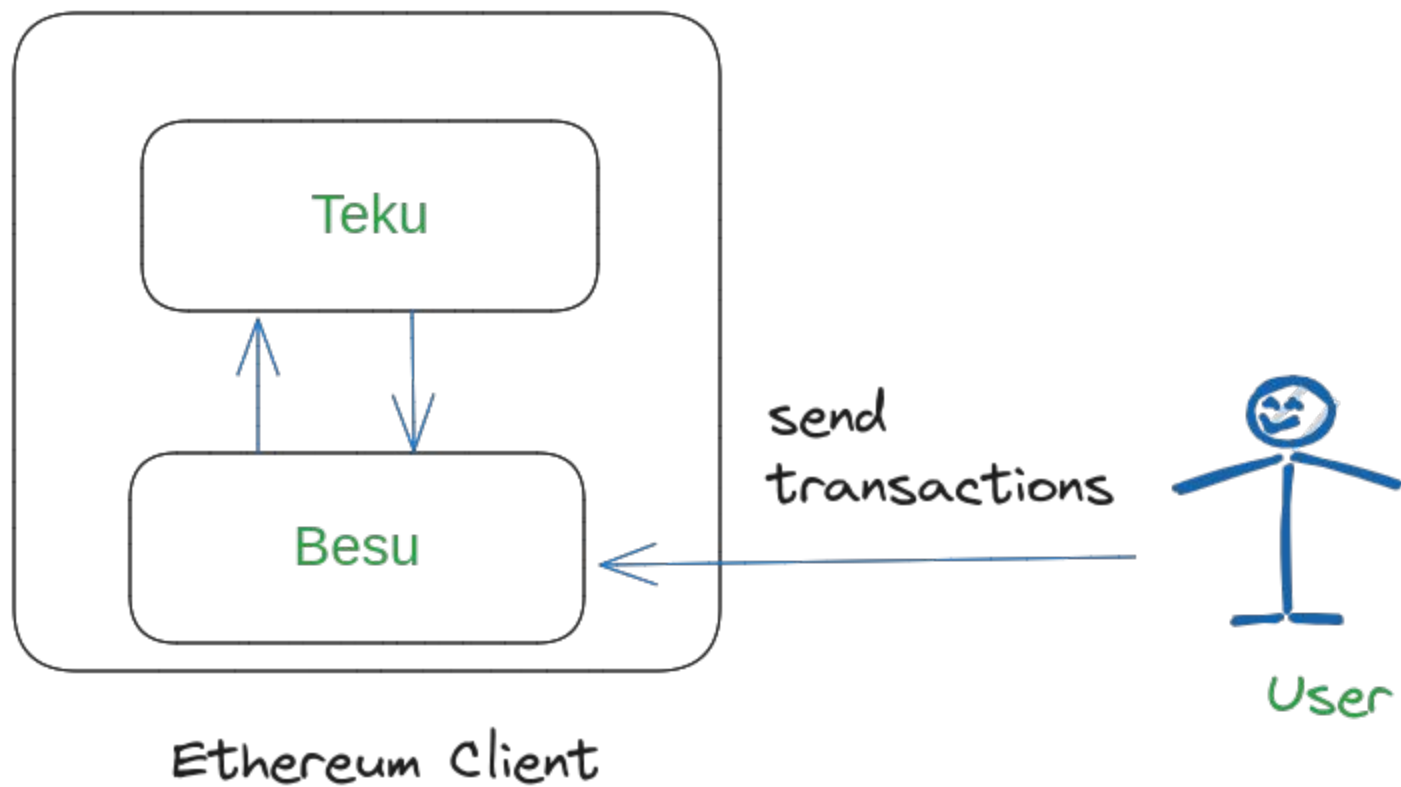 Teku
Besu
send
transactions
User
Ethereum Client